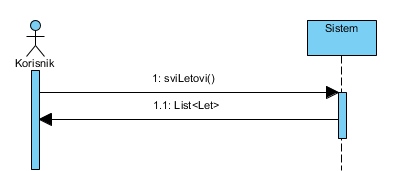 Sistem
Korisnik
1: sviLetovi()
1.1: List<Let>